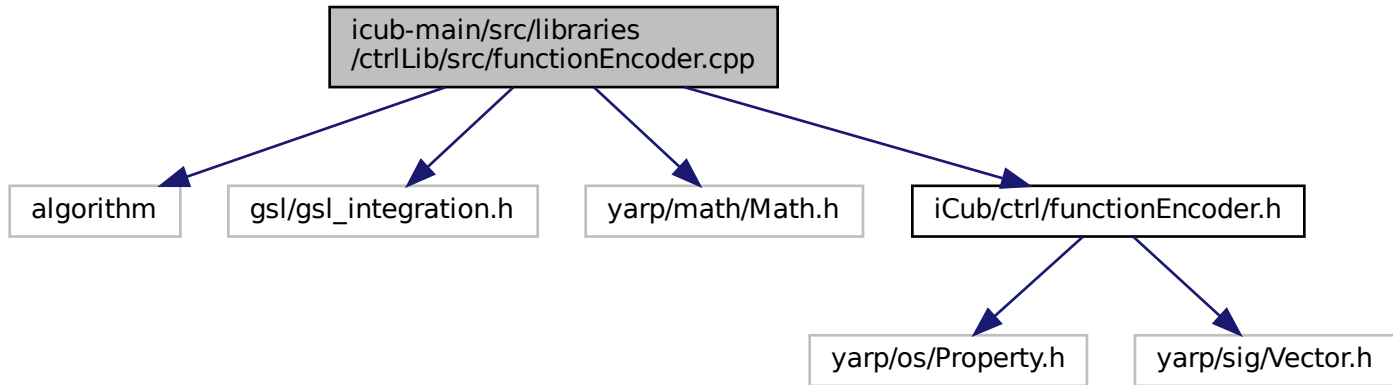 icub-main/src/libraries
/ctrlLib/src/functionEncoder.cpp
algorithm
gsl/gsl_integration.h
yarp/math/Math.h
iCub/ctrl/functionEncoder.h
yarp/os/Property.h
yarp/sig/Vector.h